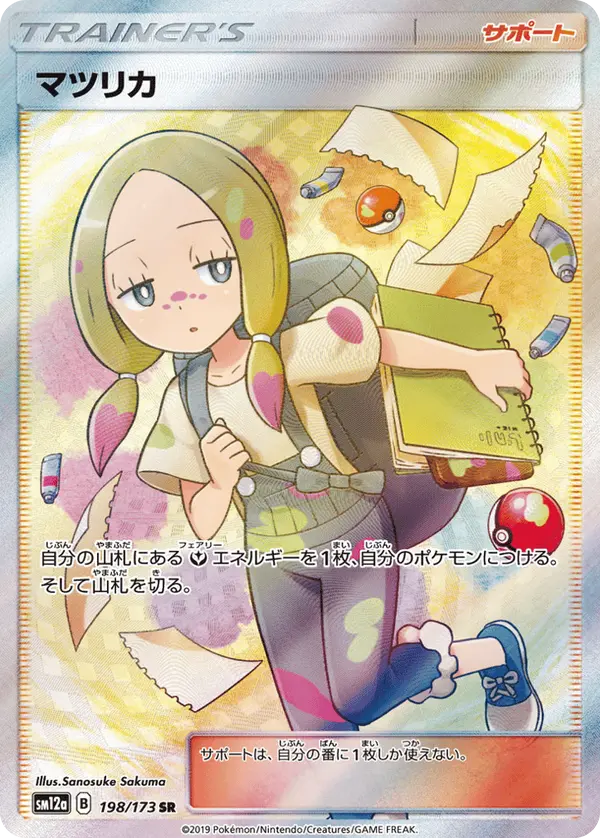 TRAINER'S
サポート
マツリカ
自分の山札にあるエネルギーを1枚、自分のポケモンにつける。
そして山札を切る。
サポートは、自分の番に1枚しか使えない。
Illus.Sanosuke Sakuma
sm12a B 198/173 SR
©2019 Pokémon/Nintendo/Creatures/GAME FREAK.